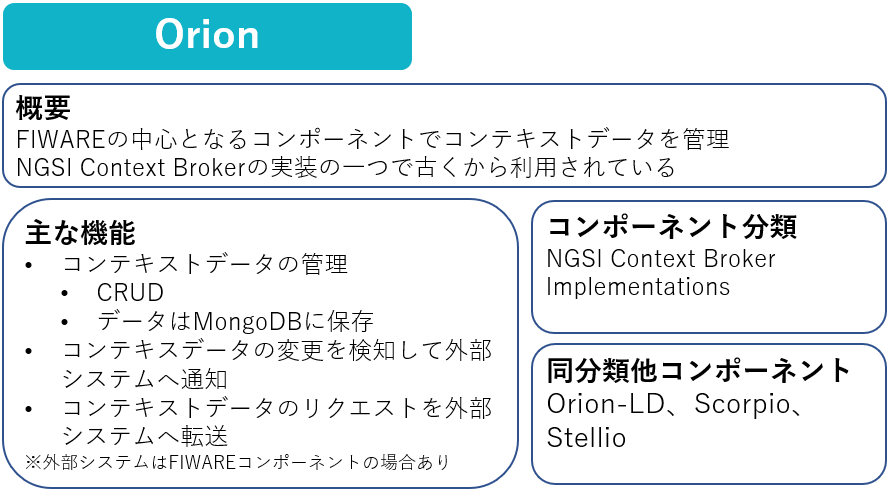 Orion
概要
FIWAREの中心となるコンポーネントでコンテキストデータを管理
NGSI Context Brokerの実装の一つで古くから利用されている
主な機能
• コンテキストデータの管理
• CRUD
• データはMongoDBに保存
• コンテキスデータの変更を検知して外部
システムへ通知
• コンテキストデータのリクエストを外部
システムへ転送
※外部システムはFIWAREコンポーネントの場合あり
コンポーネント分類
NGSI Context Broker
Implementations
同分類他コンポーネント
Orion-LD、Scorpio、
Stellio